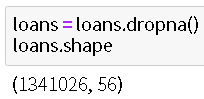 loans = loans.dropna()
loans.shape
(1341026, 56)